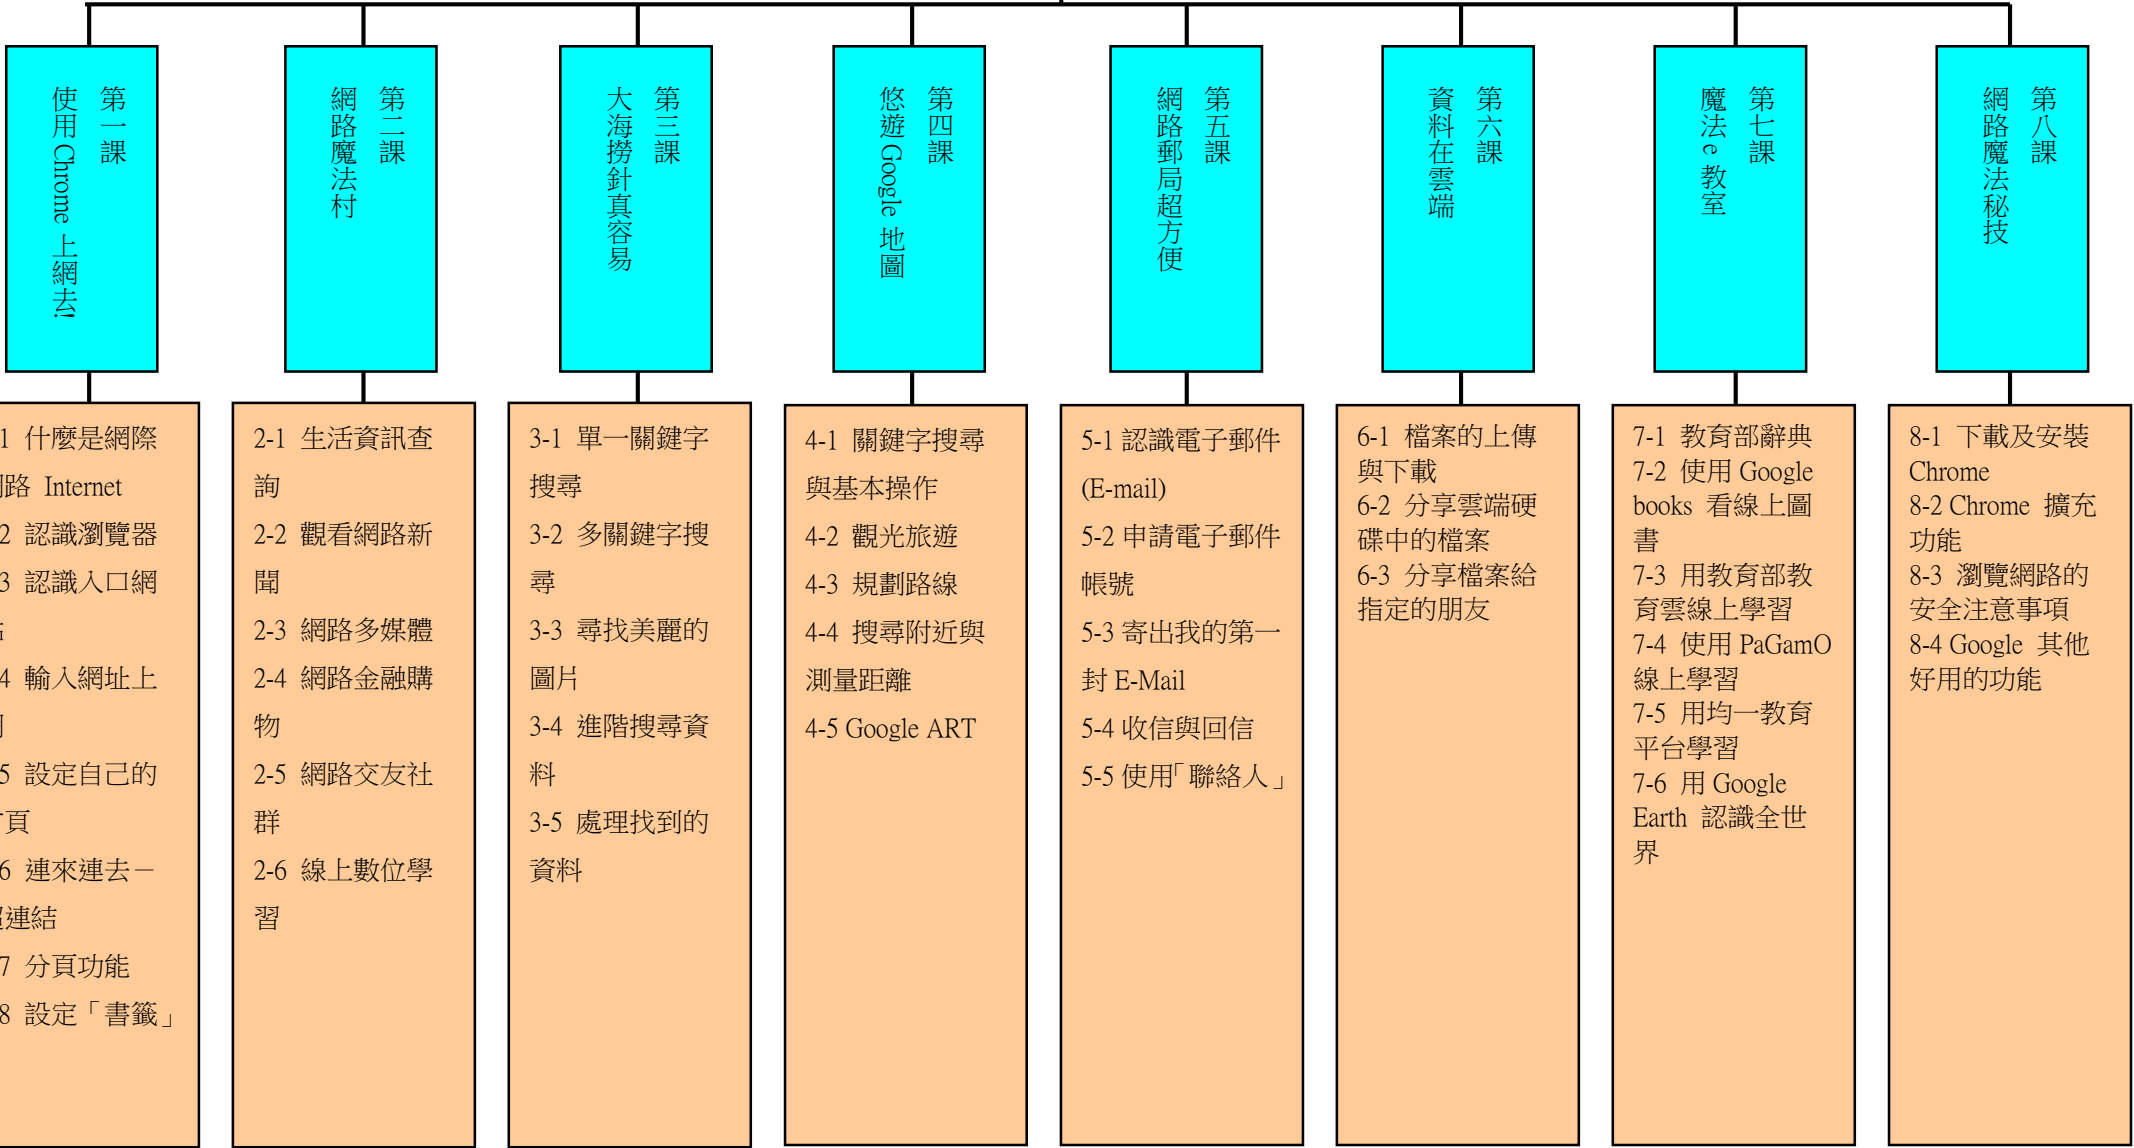 第一課
使用 Chrome 上網去!
第二課
網路魔法村
第三課
大海撈針真容易
第四課
悠遊 Google 地圖
第五課
網路郵局超方便
第六課
資料在雲端
第七課
魔法 e 教室
第八課
網路魔法秘技
1 什麼是網際
路 Internet
2 認識瀏覽器
3 認識入口網
4 輸入網址上
5 設定自己的
頁
6 連來連去－
連結
7 分頁功能
8 設定「書籤」
2-1 生活資訊查
詢
2-2 觀看網路新
聞
2-3 網路多媒體
2-4 網路金融購
物
2-5 網路交友社
群
2-6 線上數位學
習
3-1 單一關鍵字
搜尋
3-2 多關鍵字搜
尋
3-3 尋找美麗的
圖片
3-4 進階搜尋資
料
3-5 處理找到的
資料
4-1 關鍵字搜尋
與基本操作
4-2 觀光旅遊
4-3 規劃路線
4-4 搜尋附近與
測量距離
4-5 Google ART
5-1 認識電子郵件
(E-mail)
5-2 申請電子郵件
帳號
5-3 寄出我的第一
封 E-Mail
5-4 收信與回信
5-5 使用「聯絡人」
6-1 檔案的上傳
與下載
6-2 分享雲端硬
碟中的檔案
6-3 分享檔案給
指定的朋友
7-1 教育部辭典
7-2 使用 Google
books 看線上圖
書
7-3 用教育部教
育雲線上學習
7-4 使用 PaGamO
線上學習
7-5 用均一教育
平台學習
7-6 用 Google
Earth 認識全世
界
8-1 下載及安裝
Chrome
8-2 Chrome 擴充
功能
8-3 瀏覽網路的
安全注意事項
8-4 Google 其他
好用的功能